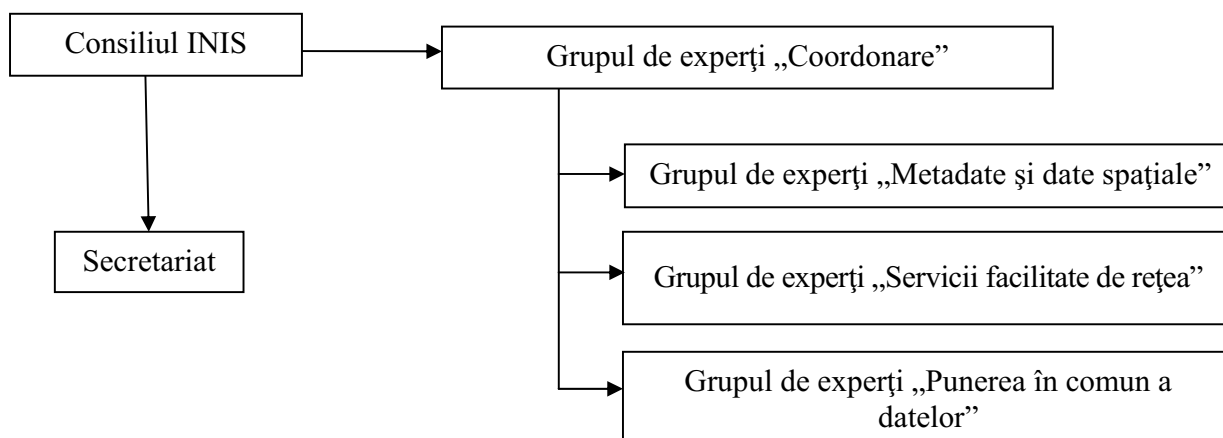 Consiliul INIS
Grupul de experţi „Coordonare”
Grupul de experţi „Metadate şi date spaţiale”
Secretariat
Grupul de experţi „Servicii facilitate de reţea”
Grupul de experţi „Punerea în comun a
datelor”